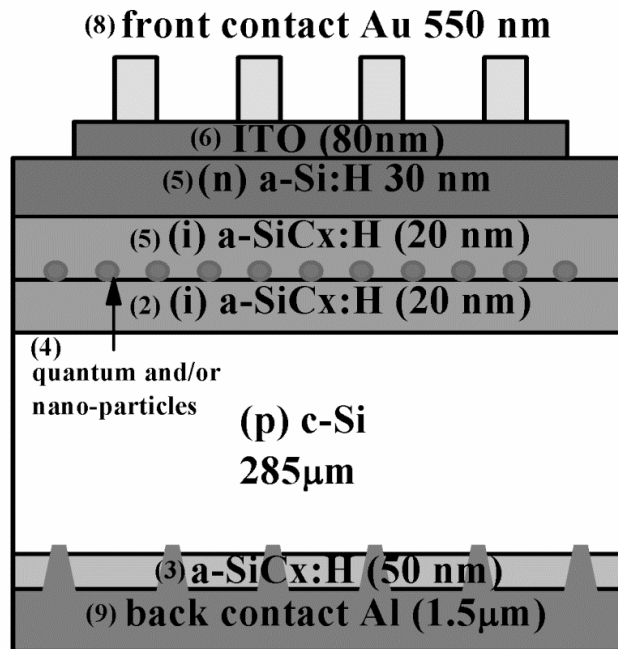 (8) front contact Au 550 nm
(6) ITO (80nm)
(5) (n) a-Si:H 30 nm
(5) (i) a-SiCx:H (20 nm)
(2) (i) a-SiCx:H (20 nm)
(4)
quantum and/or
nano-particles
(p) c-Si
285μm
(3) a-SiCx:H (50 nm)
(9) back contact Al (1.5μm)